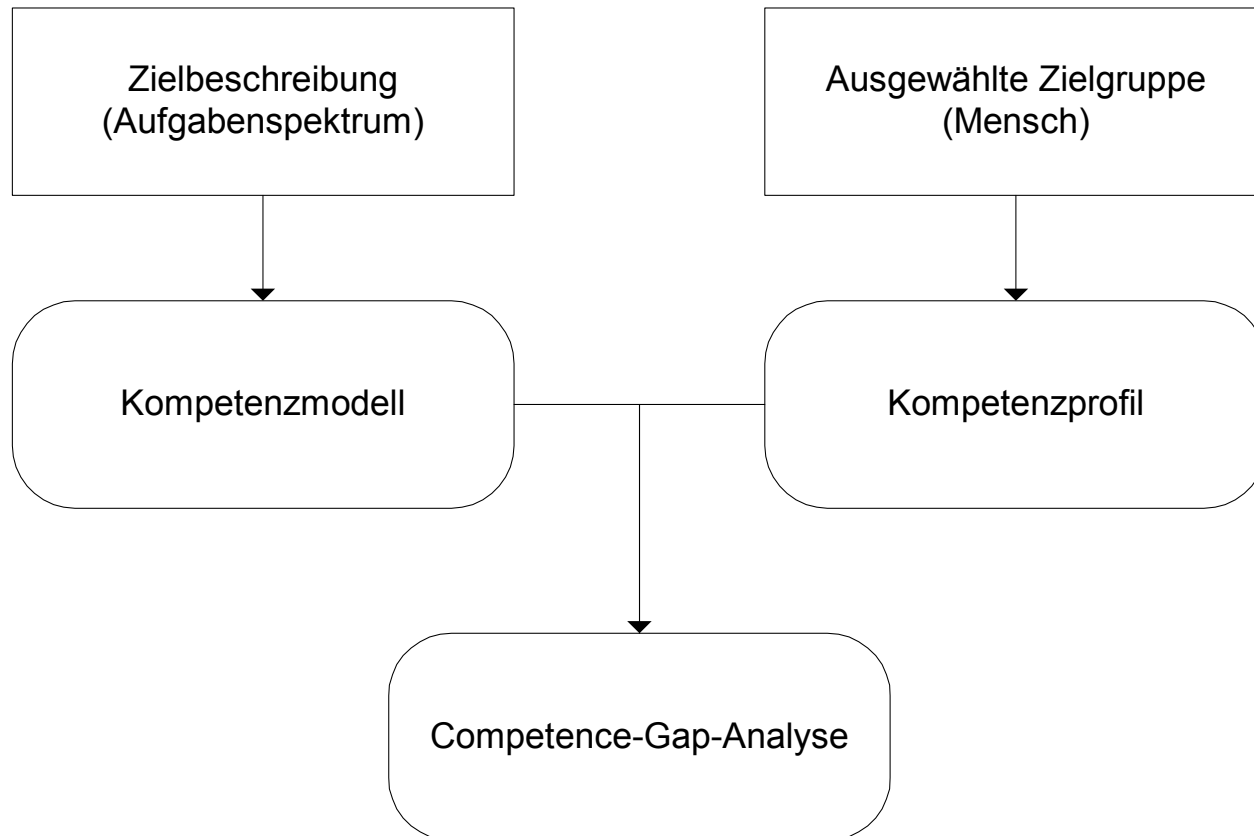 Zielbeschreibung
(Aufgabenspektrum)
Ausgewählte Zielgruppe
(Mensch)
Kompetenzmodell
Kompetenzprofil
Competence-Gap-Analyse